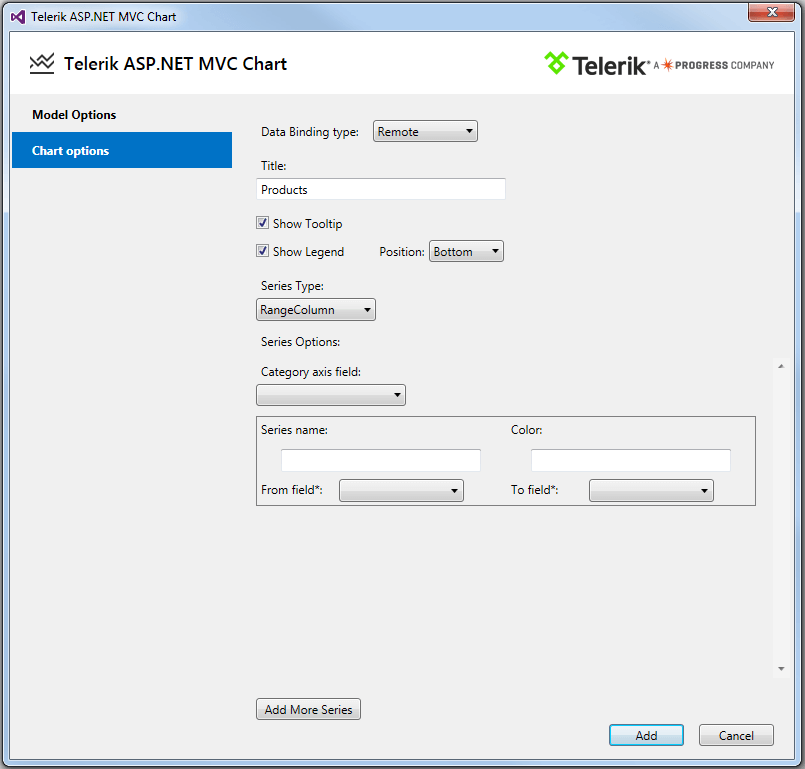 Telerik ASP.NET MVC Chart
Telerik ASP.NET MVC Chart
Telerik® A PROGRESS COMPANY
Model Options
Chart options
Data Binding type: Remote
Title:
Products
Show Tooltip
Show Legend Position: Bottom
Series Type:
RangeColumn
Series Options:
Category axis field:
Series name: Color:
From field*: To field*:
Add More Series
Add Cancel